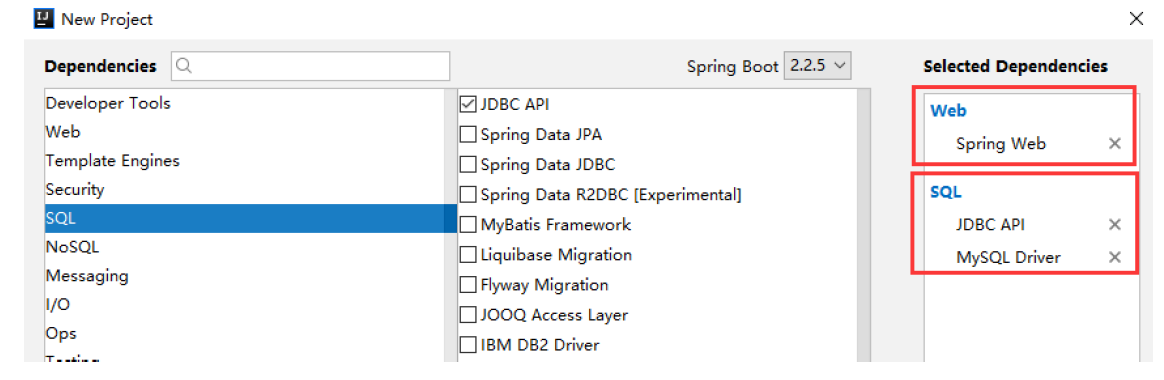 New Project
Dependencies
Spring Boot 2.2.5
Selected Dependencies
Developer Tools
Web
Template Engines
Security
SQL
NoSQL
Messaging
I/O
Ops
Testing
JDBC API
Spring Data JPA
Spring Data JDBC
Spring Data R2DBC [Experimental]
MyBatis Framework
Liquibase Migration
Flyway Migration
JOOQ Access Layer
IBM DB2 Driver
Web
Spring Web
SQL
JDBC API
MySQL Driver